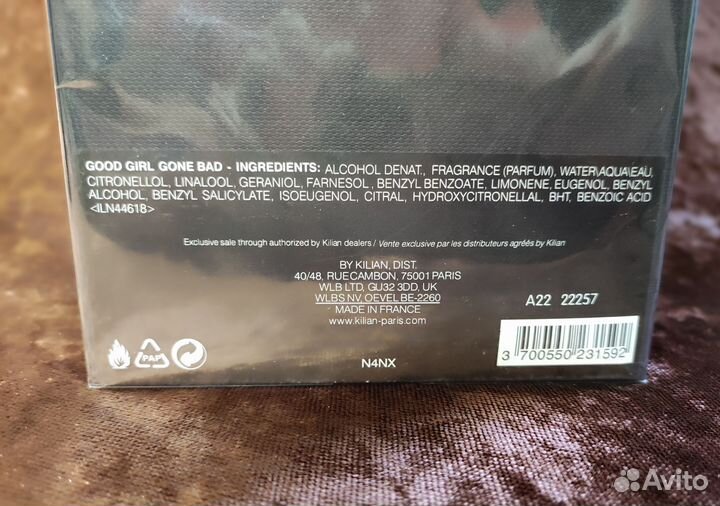 GOOD GIRL GONE BAD - INGREDIENTS: ALCOHOL DENAT., FRAGRANCE (PARFUM), WATER\AQUA\EAU,
CITRONELLOL, LINALOOL, GERANIOL, FARNESOL , BENZYL BENZOATE, LIMONENE, EUGENOL, BENZYL
ALCOHOL, BENZYL SALICYLATE, ISOEUGENOL, CITRAL, HYDROXYCITRONELLAL, BHT, BENZOIC ACID
<ILN44618>
Exclusive sale through authorized by Kilian dealers / Vente exclusive par les distributeurs agréés by Kilian
BY KILIAN, DIST.
40/48, RUE CAMBON, 75001 PARIS
WLB LTD, GU32 3DD, UK
WLBS NV, OEVEL BE-2260
MADE IN FRANCE
www.kilian-paris.com
A22 22257
3 700550 231592
PAP
N4NX
Avito